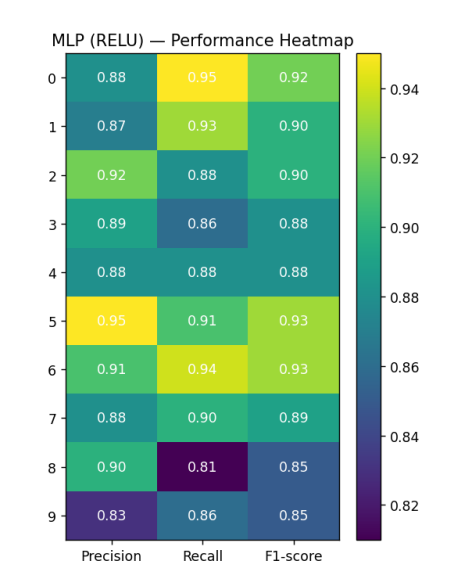 MLP (RELU) — Performance Heatmap
0 0.88 0.95 0.92 0.94
1 0.87 0.93 0.90 0.92
2 0.92 0.88 0.90
3 0.89 0.86 0.88 0.90
4 0.88 0.88 0.88 0.88
5 0.95 0.91 0.93
6 0.91 0.94 0.93 0.86
7 0.88 0.90 0.89 0.84
8 0.90 0.81 0.85 0.82
9 0.83 0.86 0.85
Precision Recall F1-score